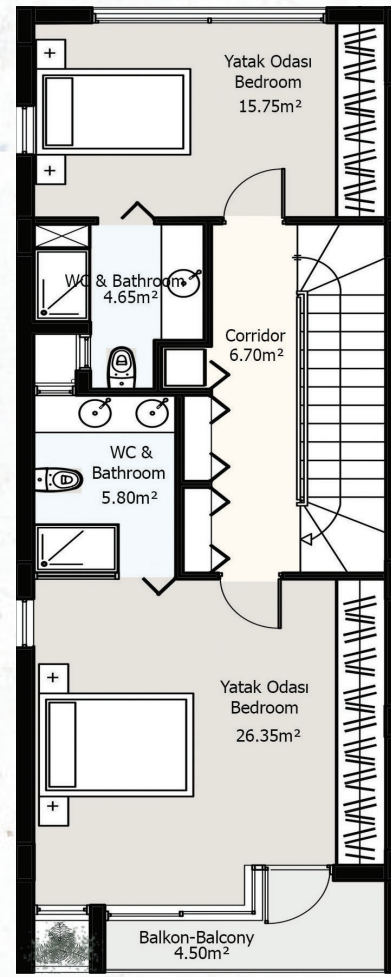 Yatak Odası
Bedroom
15.75m²
WC & Bathroom
4.65m²
Corridor
6.70m²
WC &
Bathroom
5.80m²
Yatak Odası
Bedroom
26.35m²
Balkon-Balcony
4.50m²